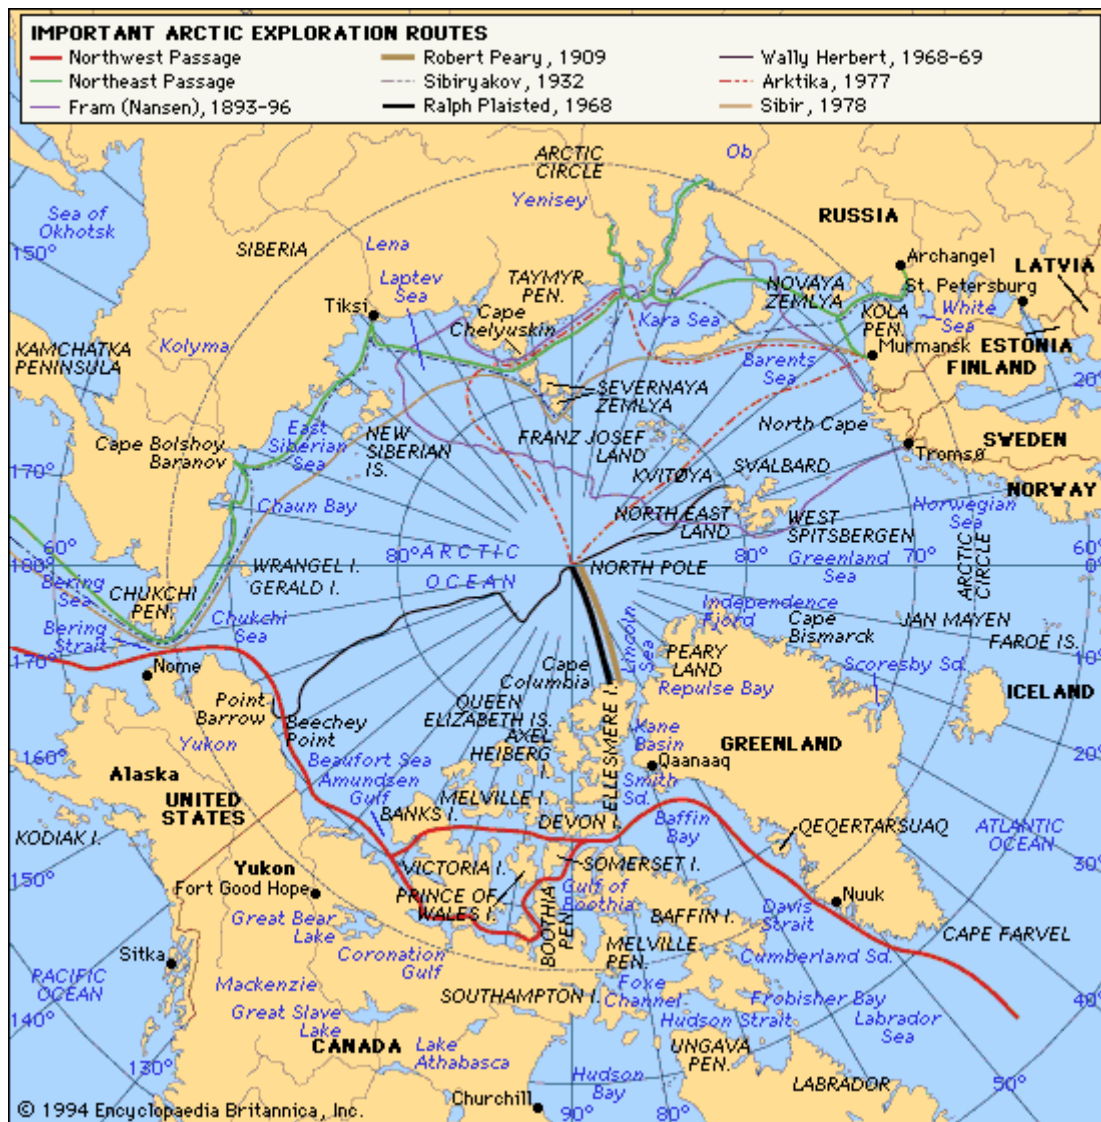 IMPORTANT ARCTIC EXPLORATION ROUTES
Northwest Passage
Northeast Passage
Fram (Nansen), 1893-96
Robert Peary, 1909
Sibiryakov, 1932
Ralph Plaisted, 1968
Wally Herbert, 1968-69
Arktika, 1977
Sibir, 1978
ARCTIC
CIRCLE
Ob
Yenisey
RUSSIA
Sea of
Okhotsk
150°
SIBERIA
Lena
Laptev
Sea
TAYMYR
PEN.
Archangel
LATVIA
NOVAYA
ZEMLYA
St. Petersburg
Tiksi
Cape
Chelyuskin
Kara Sea
KOLA
PEN.
White
Sea
KAMCHATKA
PENINSULA
Kolyma
Murmansk
ESTONIA
Barents
Sea
FINLAND
20°
SEVERNAYA
ZEMLYA
East
Siberian
Sea
NEW
SIBERIAN
IS.
North Cape
Cape Bolshoy
Baranov
FRANZ JOSEF
LAND
SWEDEN
Tromsø
170°
KVITØYA
SVALBARD
NORWAY
Chaun Bay
NORTH EAST
LAND
WEST
SPITSBERGEN
Norwegian
Sea
60°
180°
Bering
Sea
WRANGEL I.
GERALD I.
80°
ARCTIC
OCEAN
NORTH POLE
80°
Greenland
Sea
70°
ARCTIC
CIRCLE
60°
0°
CHUKCHI
PEN.
Bering
Strait
Chukchi
Sea
Independence
Fjord
Cape
Bismarck
JAN MAYEN
FAROE IS.
170°
Nome
Lincoln
Sea
PEARY
LAND
Scoresby Sd.
10°
Cape
Columbia
Repulse Bay
ICELAND
Point
Barrow
Beechey
Point
QUEEN
ELIZABETH IS.
AXEL
HEIBERG
I.
ELLESMERE I.
Kane
Basin
GREENLAND
Yukon
160°
Beaufort Sea
Amundsen
Gulf
Qaanaaq
20°
Alaska
UNITED
STATES
MELVILLE I.
BANKS I.
Smith
Sd.
DEVON I.
Baffin
Bay
QEQERTARSUAQ
ATLANTIC
OCEAN
KODIAK I.
VICTORIA I.
SOMERSET I.
30°
150°
Yukon
Fort Good Hope
PRINCE OF
WALES I.
Gulf of
Boothia
BOOTHIA
PEN.
Nuuk
Great Bear
Lake
BAFFIN I.
Davis
Strait
CAPE FARVEL
Sitka
Coronation
Gulf
MELVILLE
PEN.
Cumberland Sd.
PACIFIC
OCEAN
Mackenzie
SOUTHAMPTON I.
Foxe
Channel
Frobisher Bay
40°
140°
Great Slave
Lake
Hudson Strait
Labrador
Sea
CANADA
Lake
Athabasca
UNGAVA
PEN.
130°
Hudson
Bay
LABRADOR
50°
Churchill
90°
80°
© 1994 Encyclopaedia Britannica, Inc.